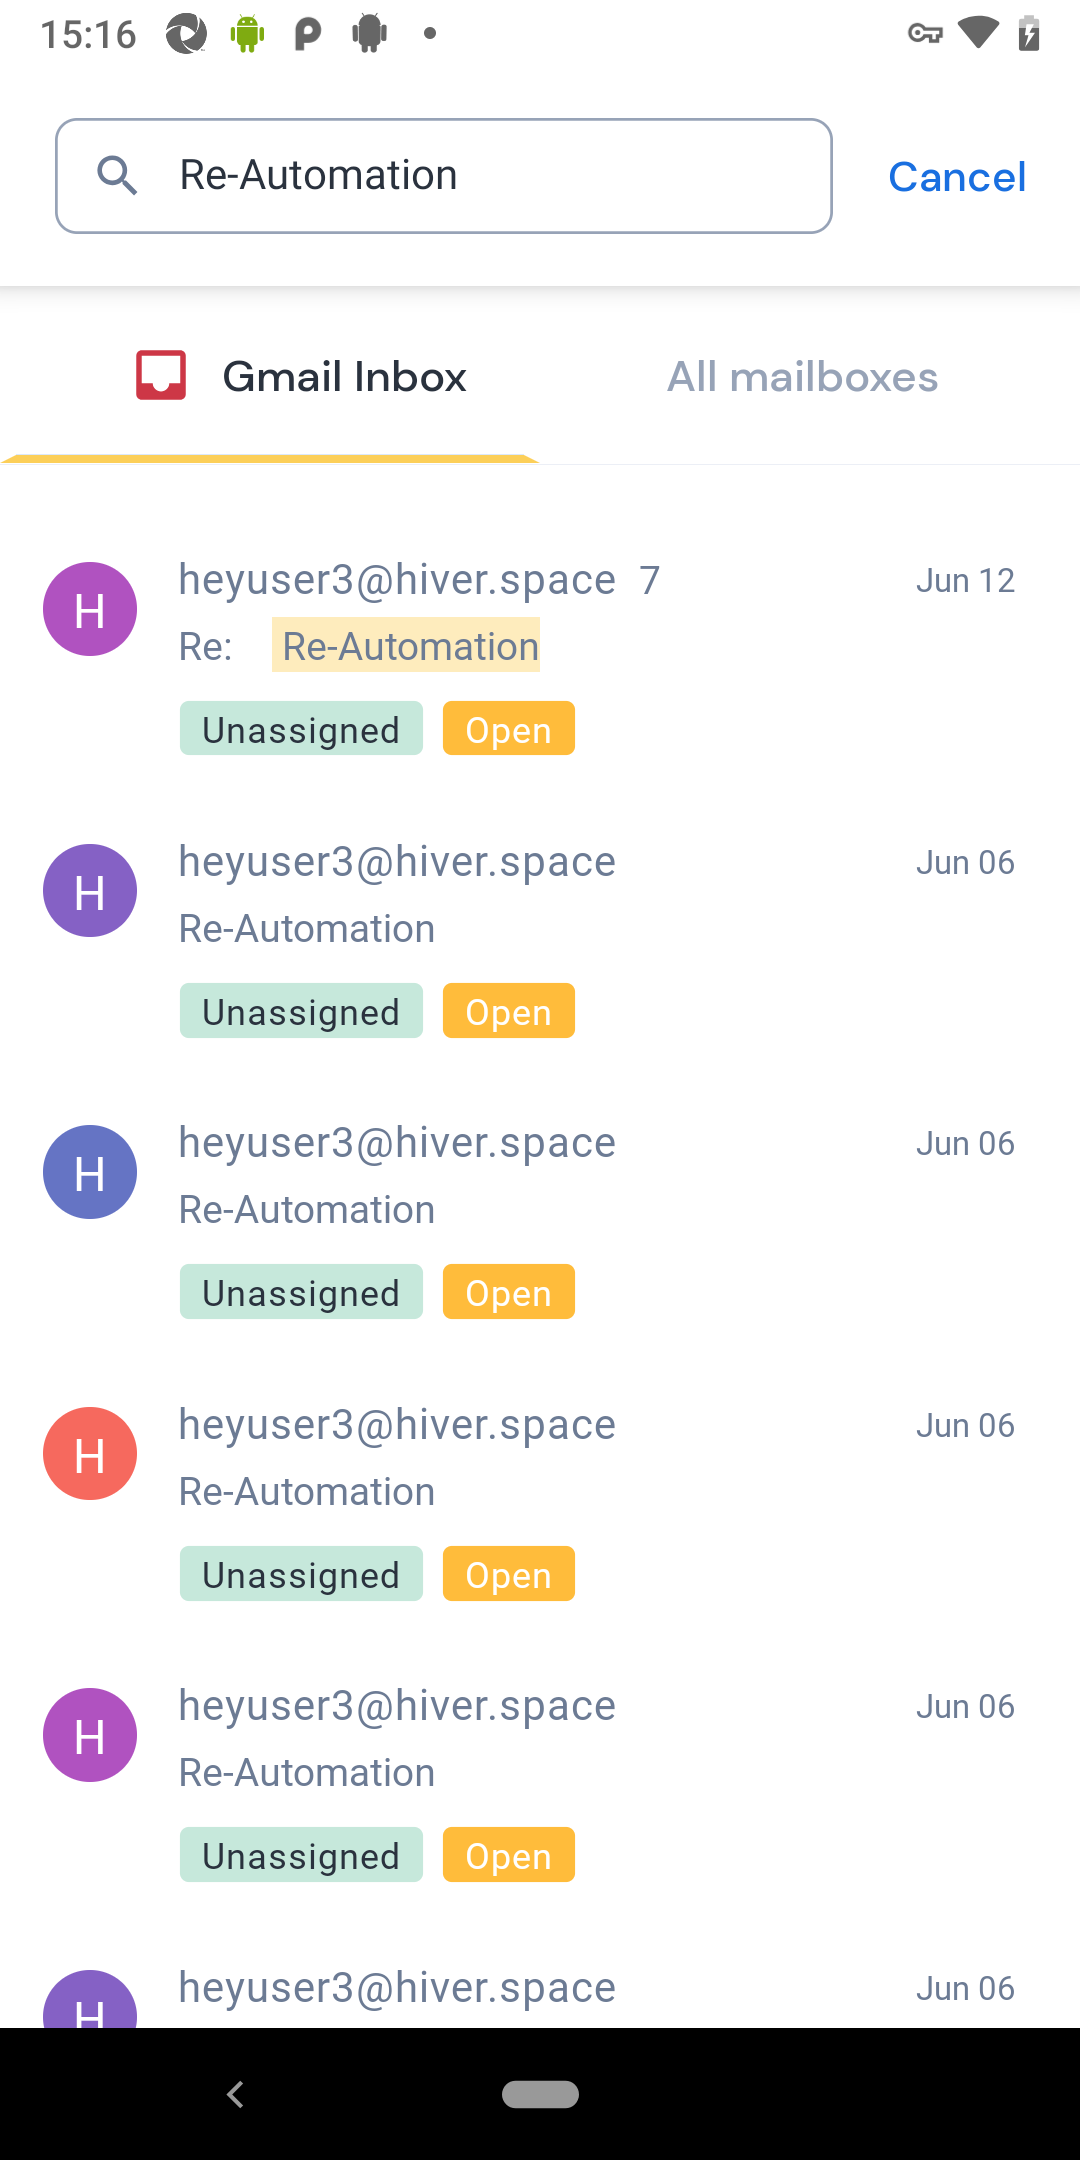 15:16
Re-Automation
Cancel
Gmail Inbox
All mailboxes
H
heyuser3@hiver.space 7
Jun 12
Re: Re-Automation
Unassigned Open
H
heyuser3@hiver.space
Jun 06
Re-Automation
Unassigned Open
H
heyuser3@hiver.space
Jun 06
Re-Automation
Unassigned Open
H
heyuser3@hiver.space
Jun 06
Re-Automation
Unassigned Open
H
heyuser3@hiver.space
Jun 06
Re-Automation
Unassigned Open
H
heyuser3@hiver.space
Jun 06